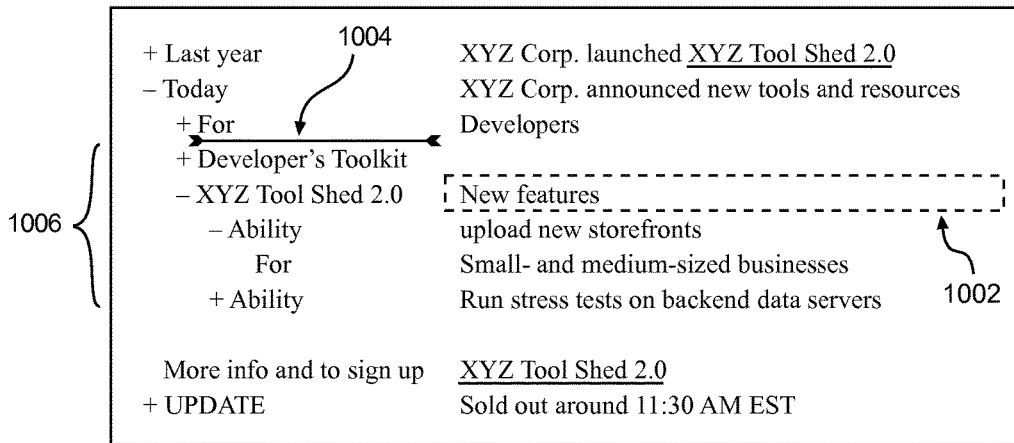 1004
+ Last year XYZ Corp. launched XYZ Tool Shed 2.0
– Today XYZ Corp. announced new tools and resources
+ For Developers
+ Developer's Toolkit
– XYZ Tool Shed 2.0 New features
1006
– Ability upload new storefronts
For Small- and medium-sized businesses
+ Ability Run stress tests on backend data servers
1002
More info and to sign up XYZ Tool Shed 2.0
+ UPDATE Sold out around 11:30 AM EST